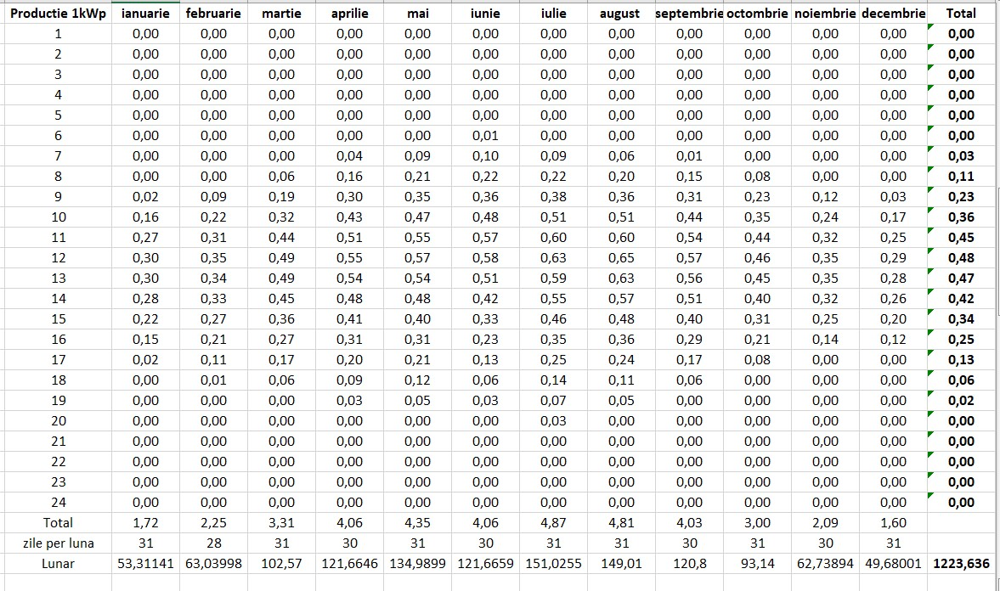 Productie 1kWp ianuarie februarie martie aprilie mai iunie iulie august septembrie octombrie noiembrie decembrie Total
1 0,00 0,00 0,00 0,00 0,00 0,00 0,00 0,00 0,00 0,00 0,00 0,00 0,00
2 0,00 0,00 0,00 0,00 0,00 0,00 0,00 0,00 0,00 0,00 0,00 0,00 0,00
3 0,00 0,00 0,00 0,00 0,00 0,00 0,00 0,00 0,00 0,00 0,00 0,00 0,00
4 0,00 0,00 0,00 0,00 0,00 0,00 0,00 0,00 0,00 0,00 0,00 0,00 0,00
5 0,00 0,00 0,00 0,00 0,00 0,00 0,00 0,00 0,00 0,00 0,00 0,00 0,00
6 0,00 0,00 0,00 0,00 0,00 0,01 0,00 0,00 0,00 0,00 0,00 0,00 0,00
7 0,00 0,00 0,00 0,04 0,09 0,10 0,09 0,06 0,01 0,00 0,00 0,00 0,03
8 0,00 0,00 0,06 0,16 0,21 0,22 0,22 0,20 0,15 0,08 0,00 0,00 0,11
9 0,02 0,09 0,19 0,30 0,35 0,36 0,38 0,36 0,31 0,23 0,12 0,03 0,23
10 0,16 0,22 0,32 0,43 0,47 0,48 0,51 0,51 0,44 0,35 0,24 0,17 0,36
11 0,27 0,31 0,44 0,51 0,55 0,57 0,60 0,60 0,54 0,44 0,32 0,25 0,45
12 0,30 0,35 0,49 0,55 0,57 0,58 0,63 0,65 0,57 0,46 0,35 0,29 0,48
13 0,30 0,34 0,49 0,54 0,54 0,51 0,59 0,63 0,56 0,45 0,35 0,28 0,47
14 0,28 0,33 0,45 0,48 0,48 0,42 0,55 0,57 0,51 0,40 0,32 0,26 0,42
15 0,22 0,27 0,36 0,41 0,40 0,33 0,46 0,48 0,40 0,31 0,25 0,20 0,34
16 0,15 0,21 0,27 0,31 0,31 0,23 0,35 0,36 0,29 0,21 0,14 0,12 0,25
17 0,02 0,11 0,17 0,20 0,21 0,13 0,25 0,24 0,17 0,08 0,00 0,00 0,13
18 0,00 0,01 0,06 0,09 0,12 0,06 0,14 0,11 0,06 0,00 0,00 0,00 0,06
19 0,00 0,00 0,00 0,03 0,05 0,03 0,07 0,05 0,00 0,00 0,00 0,00 0,02
20 0,00 0,00 0,00 0,00 0,00 0,00 0,03 0,00 0,00 0,00 0,00 0,00 0,00
21 0,00 0,00 0,00 0,00 0,00 0,00 0,00 0,00 0,00 0,00 0,00 0,00 0,00
22 0,00 0,00 0,00 0,00 0,00 0,00 0,00 0,00 0,00 0,00 0,00 0,00 0,00
23 0,00 0,00 0,00 0,00 0,00 0,00 0,00 0,00 0,00 0,00 0,00 0,00 0,00
24 0,00 0,00 0,00 0,00 0,00 0,00 0,00 0,00 0,00 0,00 0,00 0,00 0,00
Total 1,72 2,25 3,31 4,06 4,35 4,06 4,87 4,81 4,03 3,00 2,09 1,60
zile per luna 31 28 31 30 31 30 31 31 30 31 30 31
Lunar 53,31141 63,03998 102,57 121,6646 134,9899 121,6659 151,0255 149,01 120,8 93,14 62,73894 49,68001 1223,636